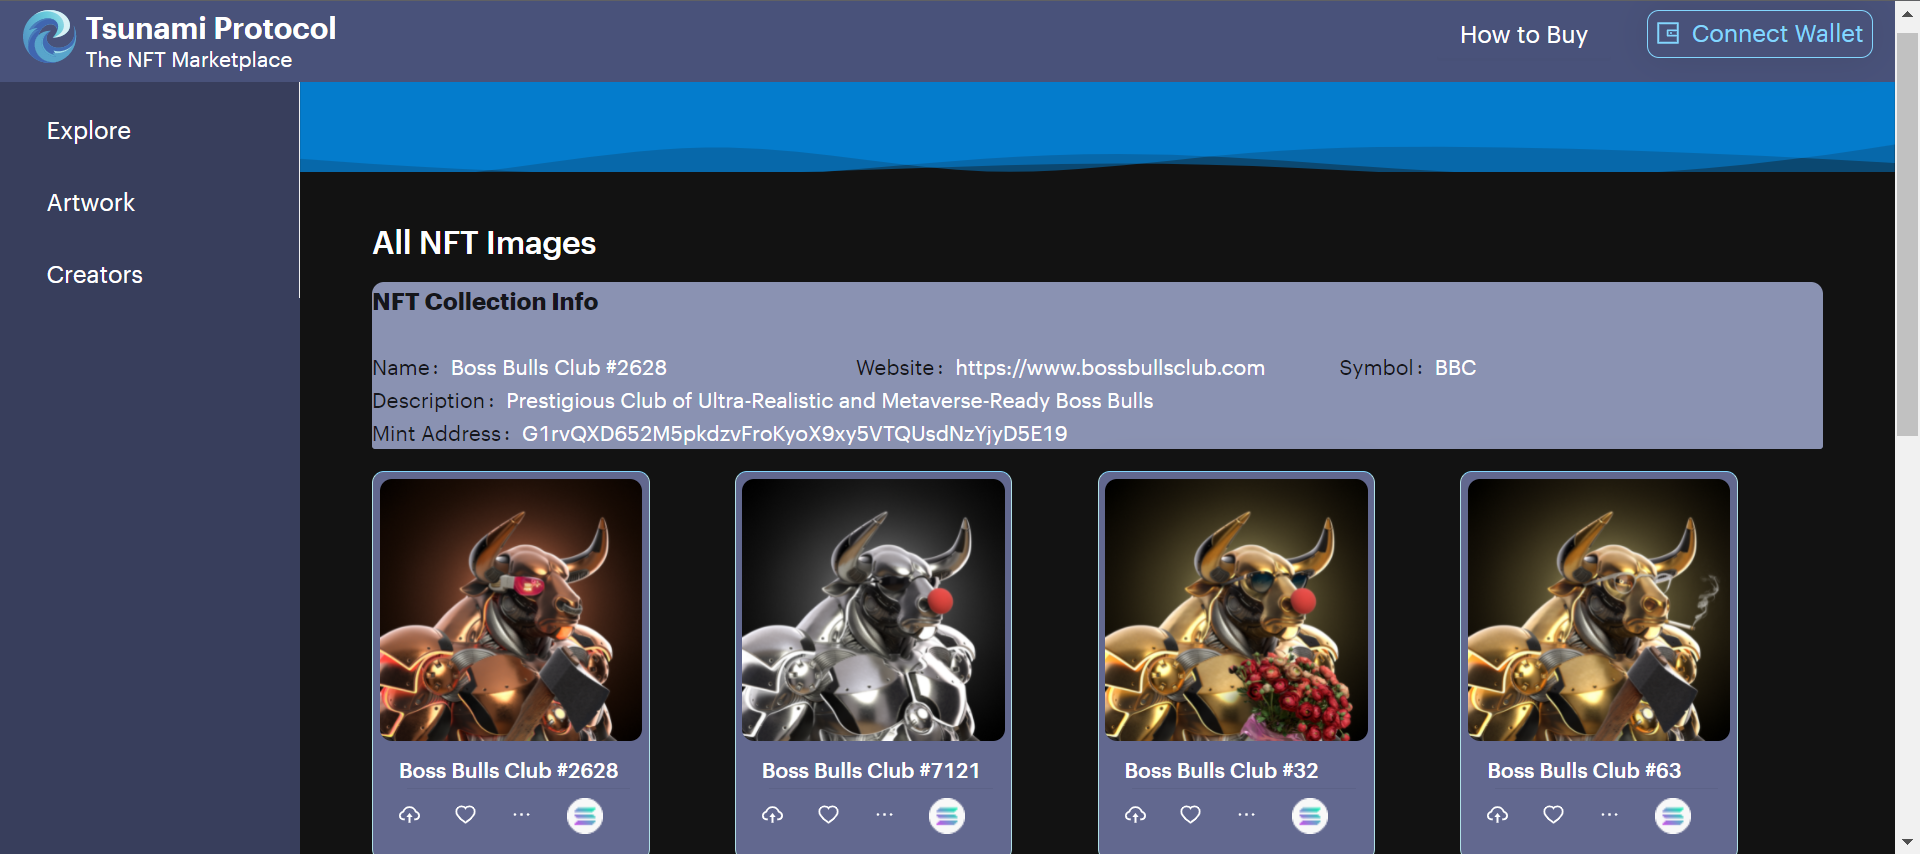 Tsunami Protocol
The NFT Marketplace
How to Buy
Connect Wallet
Explore
Artwork
Creators
All NFT Images
NFT Collection Info
Name: Boss Bulls Club #2628
Website: https://www.bossbullsclub.com
Symbol: BBC
Description: Prestigious Club of Ultra-Realistic and Metaverse-Ready Boss Bulls
Mint Address: G1rvQXD652M5pkdzvFroKyoX9xy5VTQUsdNzYjyD5E19
Boss Bulls Club #2628
Boss Bulls Club #7121
Boss Bulls Club #32
Boss Bulls Club #63